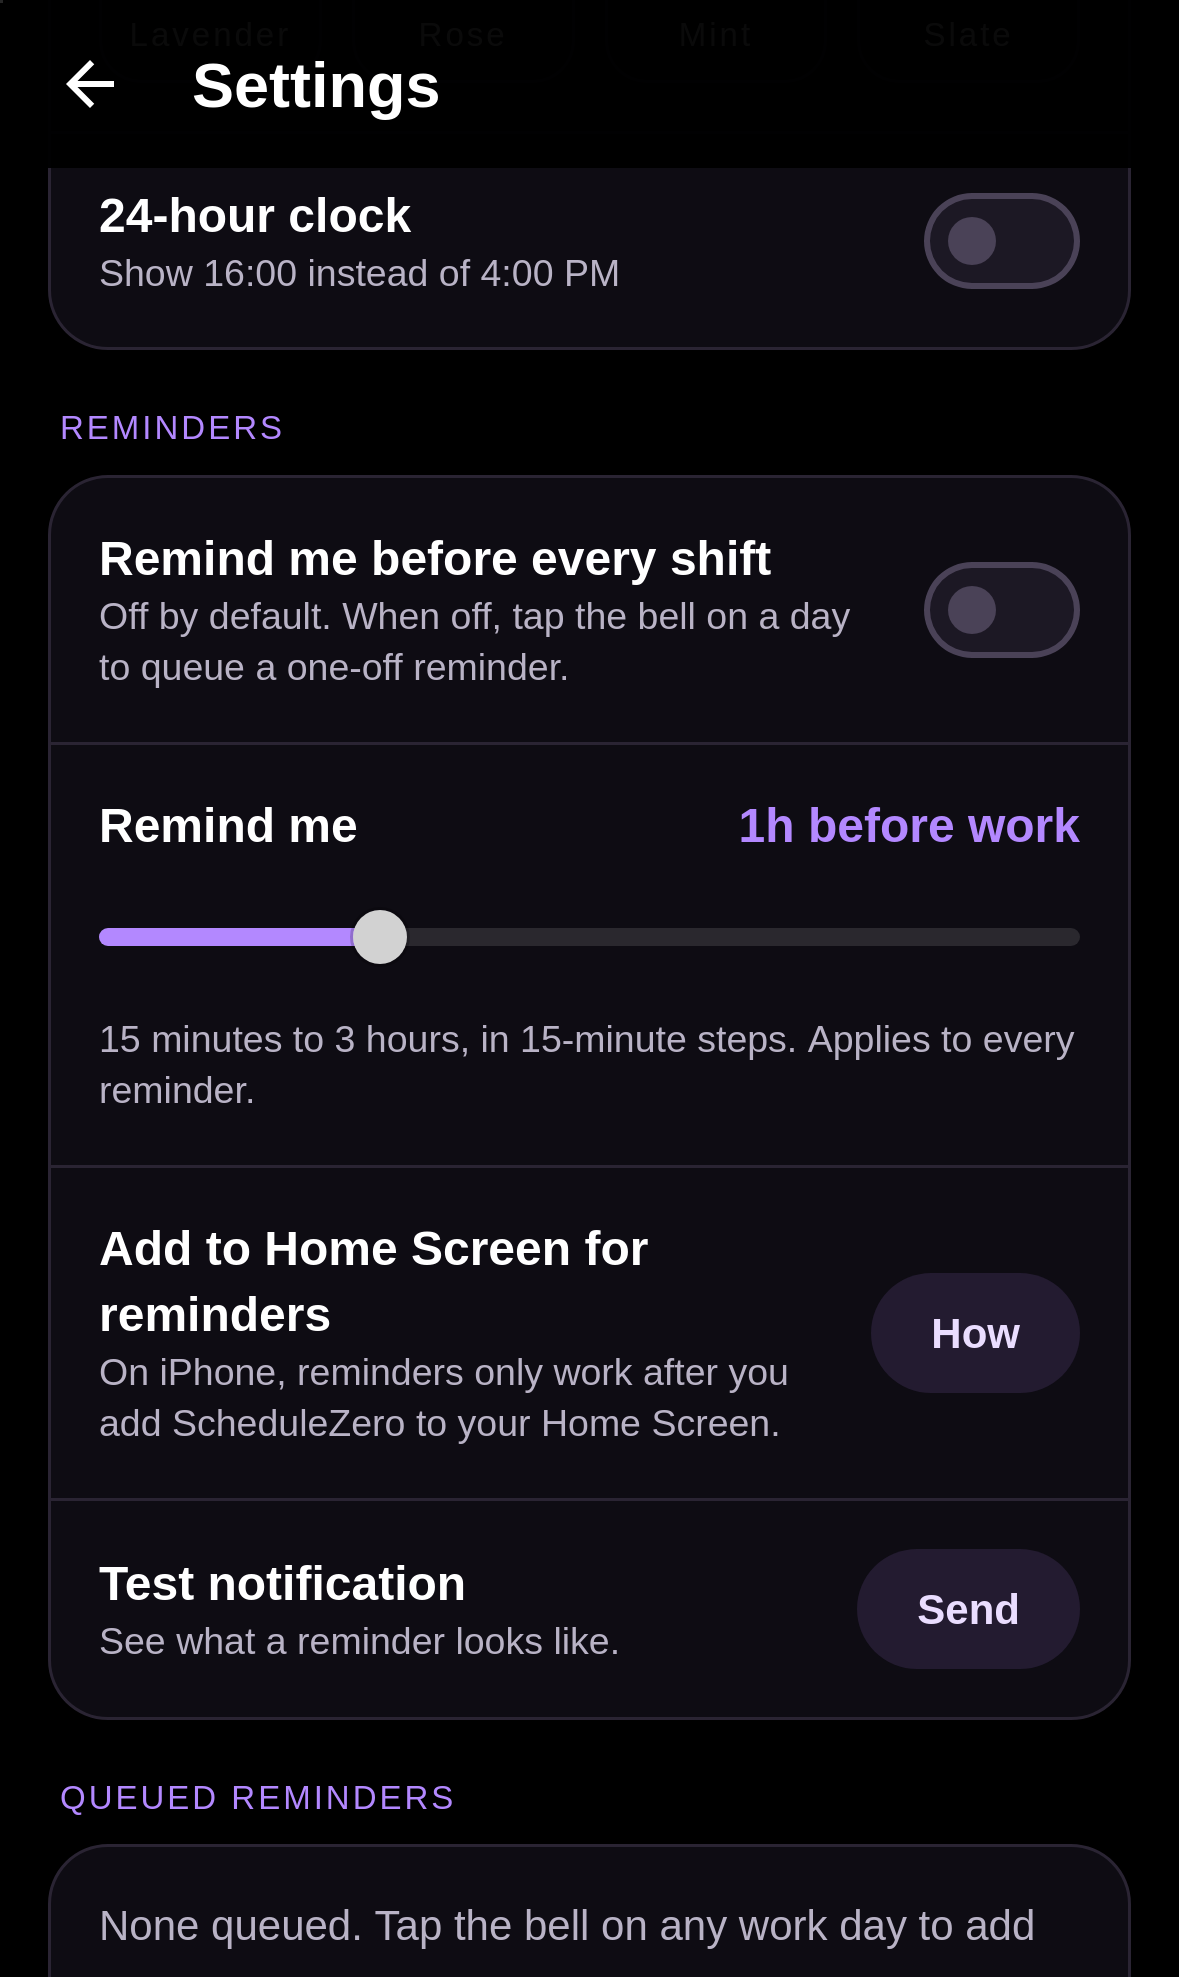 Lavender Rose Mint Slate
Settings
24-hour clock
Show 16:00 instead of 4:00 PM
REMINDERS
Remind me before every shift
Off by default. When off, tap the bell on a day
to queue a one-off reminder.
Remind me 1h before work
15 minutes to 3 hours, in 15-minute steps. Applies to every
reminder.
Add to Home Screen for
reminders
On iPhone, reminders only work after you
add ScheduleZero to your Home Screen.
How
Test notification
See what a reminder looks like.
Send
QUEUED REMINDERS
None queued. Tap the bell on any work day to add